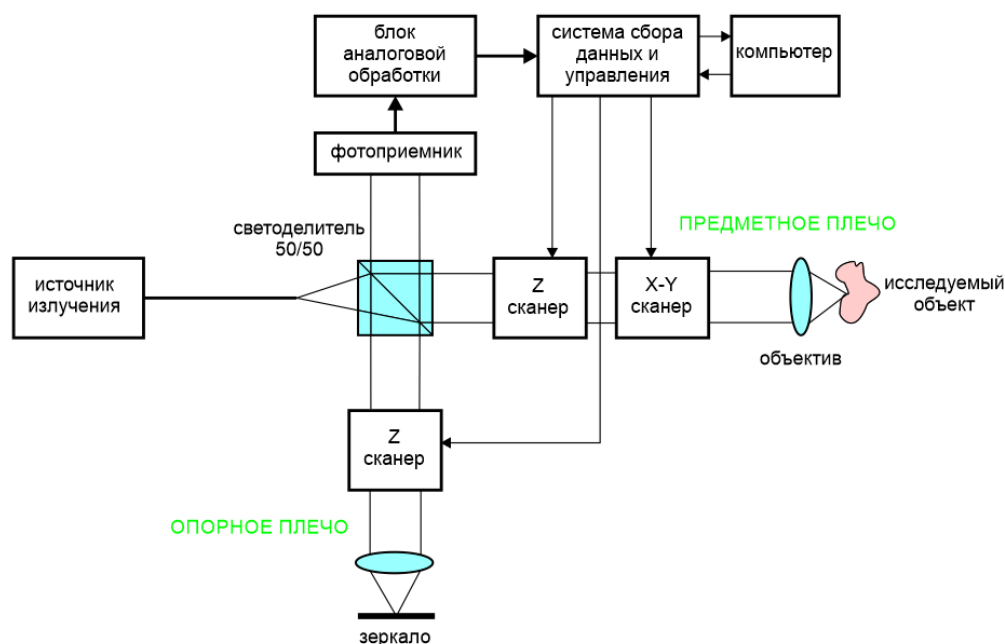 блок
аналоговой
обработки
система сбора
данных и
управления
компьютер
фотоприемник
светоделитель
50/50
ПРЕДМЕТНОЕ ПЛЕЧО
источник
излучения
Z
сканер
X-Y
сканер
исследуемый
объект
объектив
Z
сканер
ОПОРНОЕ ПЛЕЧО
зеркало